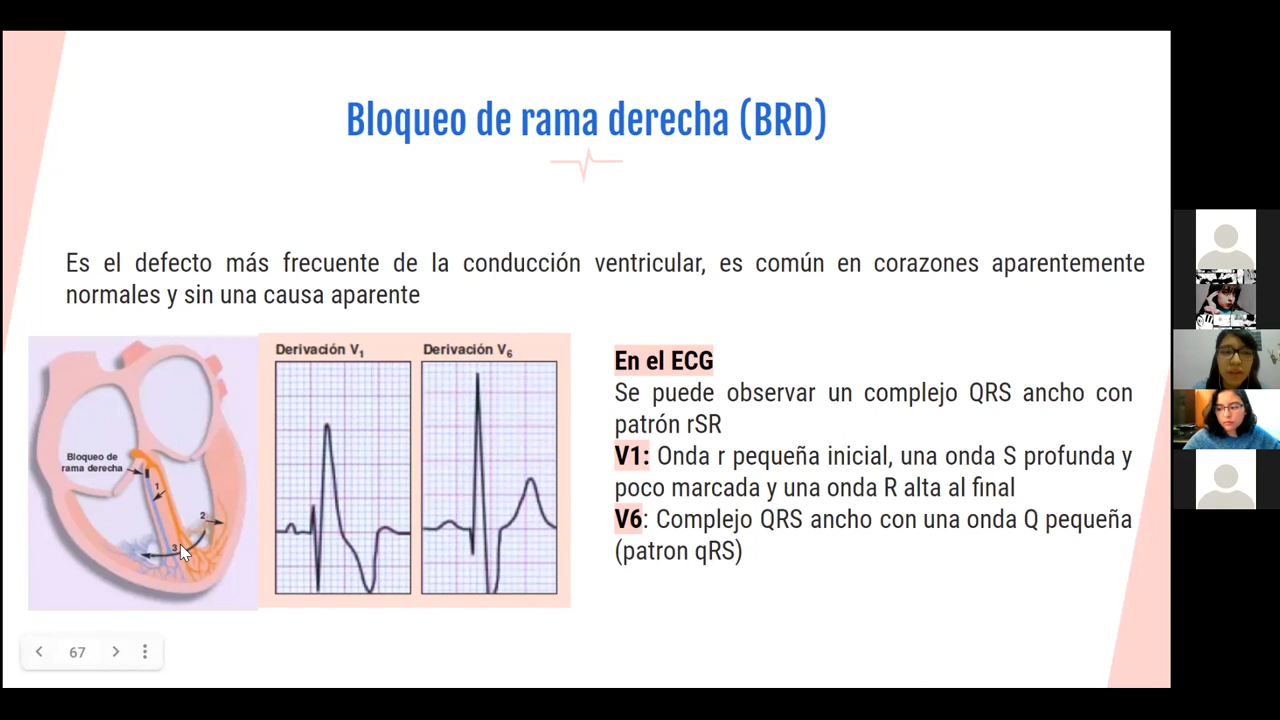 Bloqueo de rama derecha (BRD)
Es el defecto más frecuente de la conducción ventricular, es común en corazones aparentemente
normales y sin una causa aparente
Bloqueo de
rama derecha
1
2
3
Derivación V1
Derivación V6
En el ECG
Se puede observar un complejo QRS ancho con
patrón rSR
V1: Onda r pequeña inicial, una onda S profunda y
poco marcada y una onda R alta al final
V6: Complejo QRS ancho con una onda Q pequeña
(patron qRS)
67